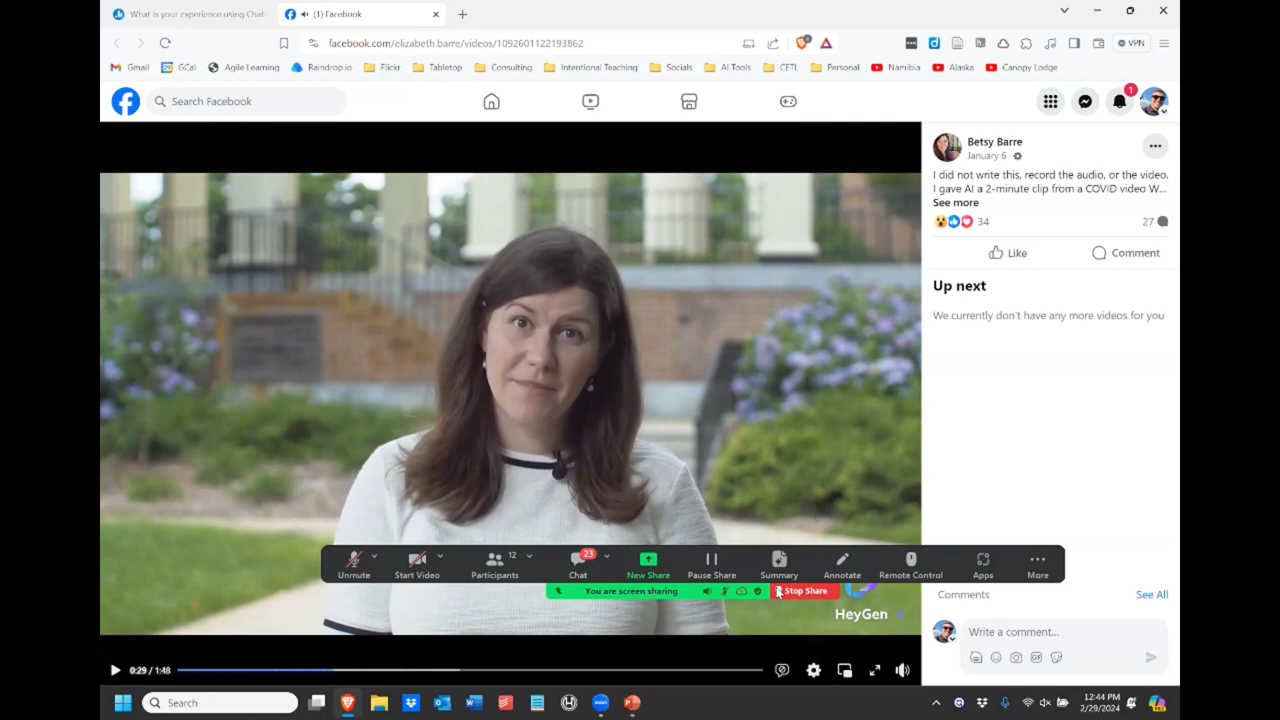 What is your experience using Chat
(1) Facebook
facebook.com/elizabeth.barre/videos/1092601122193862
VPN
Gmail
GCal
Agile Learning
Raindrop.io
Flickr
Tabletop
Consulting
Intentional Teaching
Socials
AI Tools
CETL
Personal
Namibia
Alaska
Canopy Lodge
Search Facebook
1
Betsy Barre
January 6
I did not write this, record the audio, or the video.
I gave AI a 2-minute clip from a COVID video W...
See more
34
27
Like
Comment
Up next
We currently don't have any more videos for you
12
23
Unmute
Start Video
Participants
Chat
New Share
Pause Share
Summary
Annotate
Remote Control
Apps
More
You are screen sharing
Stop Share
HeyGen
Comments
See All
Write a comment...
GIF
0:29 / 1:48
Search
12:44 PM
2/29/2024